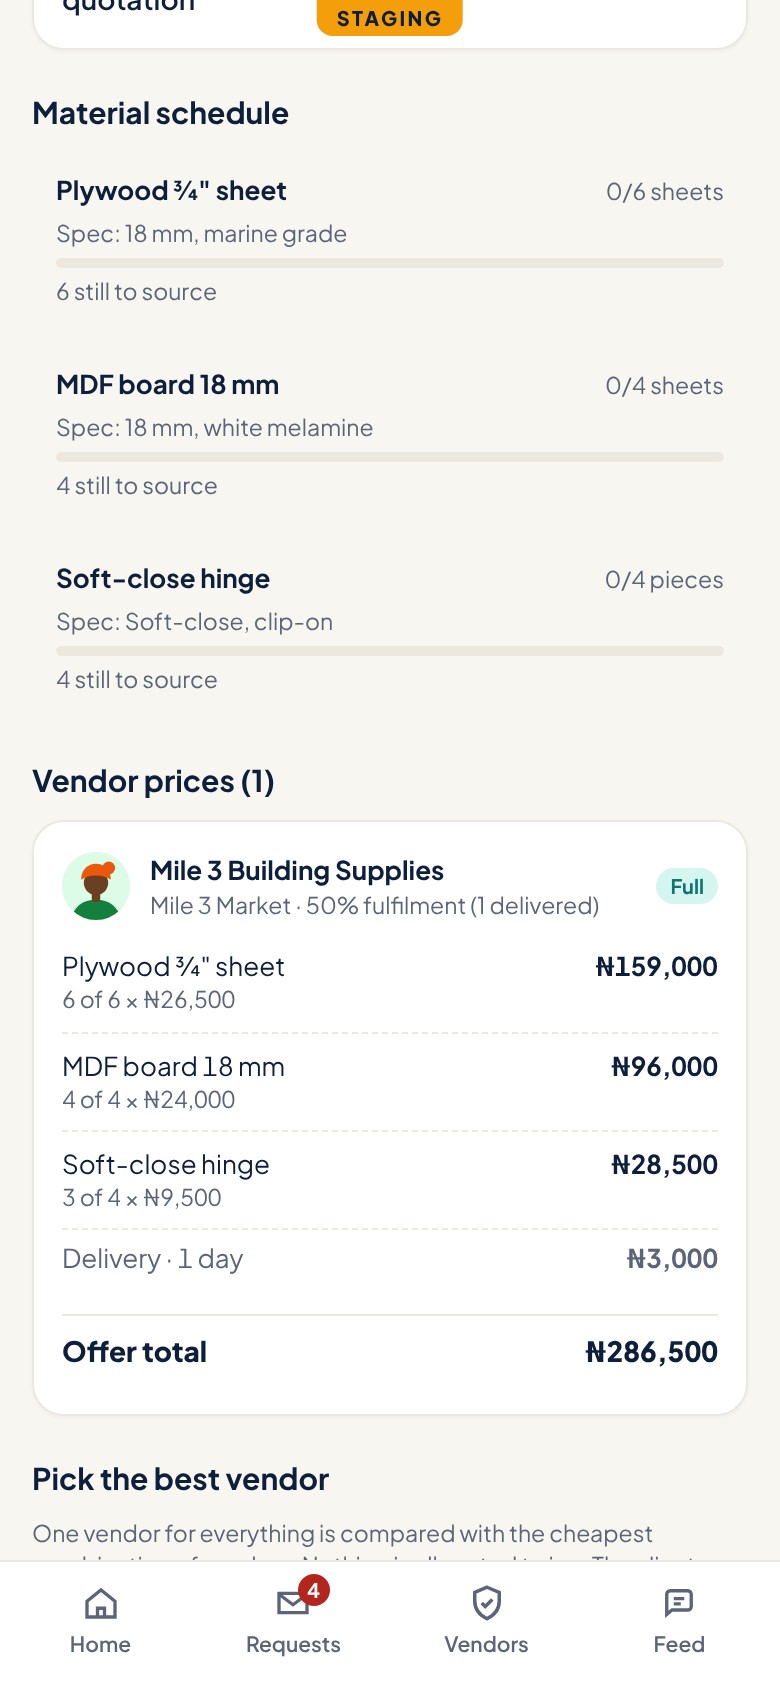 quotation
STAGING
Material schedule
Plywood ¾" sheet
0/6 sheets
Spec: 18 mm, marine grade
6 still to source
MDF board 18 mm
0/4 sheets
Spec: 18 mm, white melamine
4 still to source
Soft-close hinge
0/4 pieces
Spec: Soft-close, clip-on
4 still to source
Vendor prices (1)
Mile 3 Building Supplies
Mile 3 Market · 50% fulfilment (1 delivered)
Full
Plywood ¾" sheet
₦159,000
6 of 6 × ₦26,500
MDF board 18 mm
₦96,000
4 of 4 × ₦24,000
Soft-close hinge
₦28,500
3 of 4 × ₦9,500
Delivery · 1 day
₦3,000
Offer total
₦286,500
Pick the best vendor
One vendor for everything is compared with the cheapest
4
Home
Requests
Vendors
Feed